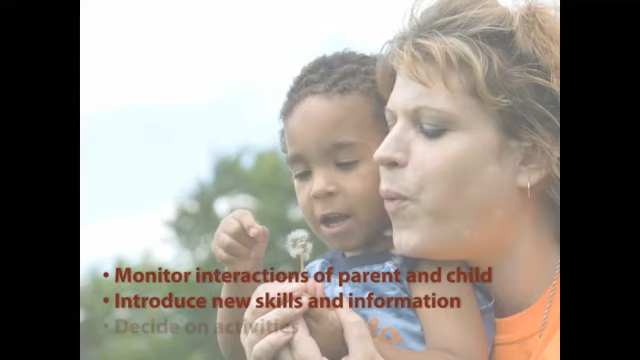 • Monitor interactions of parent and child
• Introduce new skills and information
• Decide on activities